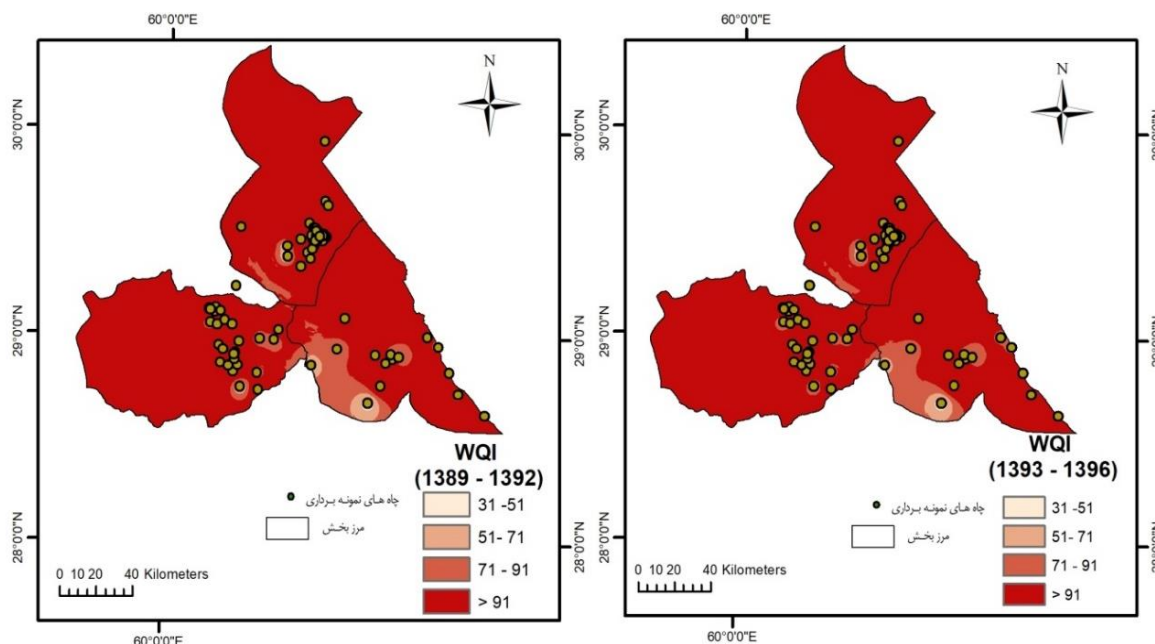 60°0'0"E
N
30°0'0"N
29°0'0"N
28°0'0"N
30°0'0"N
29°0'0"N
28°0'0"N
WQI
(1389 - 1392)
31 -51
51- 71
71 - 91
> 91
چاه های نمونه برداری
مرز بخش
0 10 20 40 Kilometers
60°0'0"E
60°0'0"E
N
WQI
(1393 - 1396)
31 -51
51- 71
71 - 91
> 91
چاه های نمونه برداری
مرز بخش
0 10 20 40 Kilometers
60°0'0"E